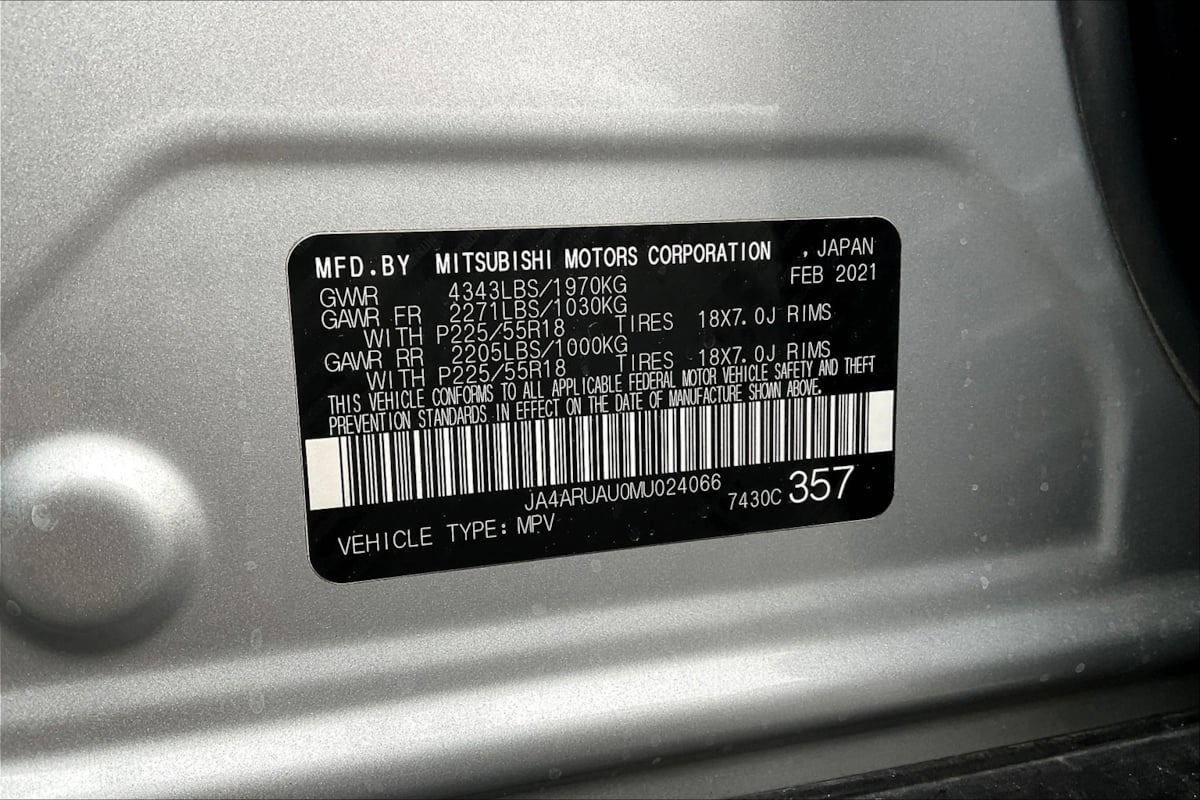 MFD.BY MITSUBISHI MOTORS CORPORATION , JAPAN
FEB 2021
GVWR 4343LBS/1970KG
GAWR FR 2271LBS/1030KG
WITH P225/55R18 TIRES 18X7.0J RIMS
GAWR RR 2205LBS/1000KG
WITH P225/55R18 TIRES 18X7.0J RIMS
THIS VEHICLE CONFORMS TO ALL APPLICABLE FEDERAL MOTOR VEHICLE SAFETY AND THEFT
PREVENTION STANDARDS IN EFFECT ON THE DATE OF MANUFACTURE SHOWN ABOVE.
JA4ARUAU0MU024066
7430C 357
VEHICLE TYPE: MPV